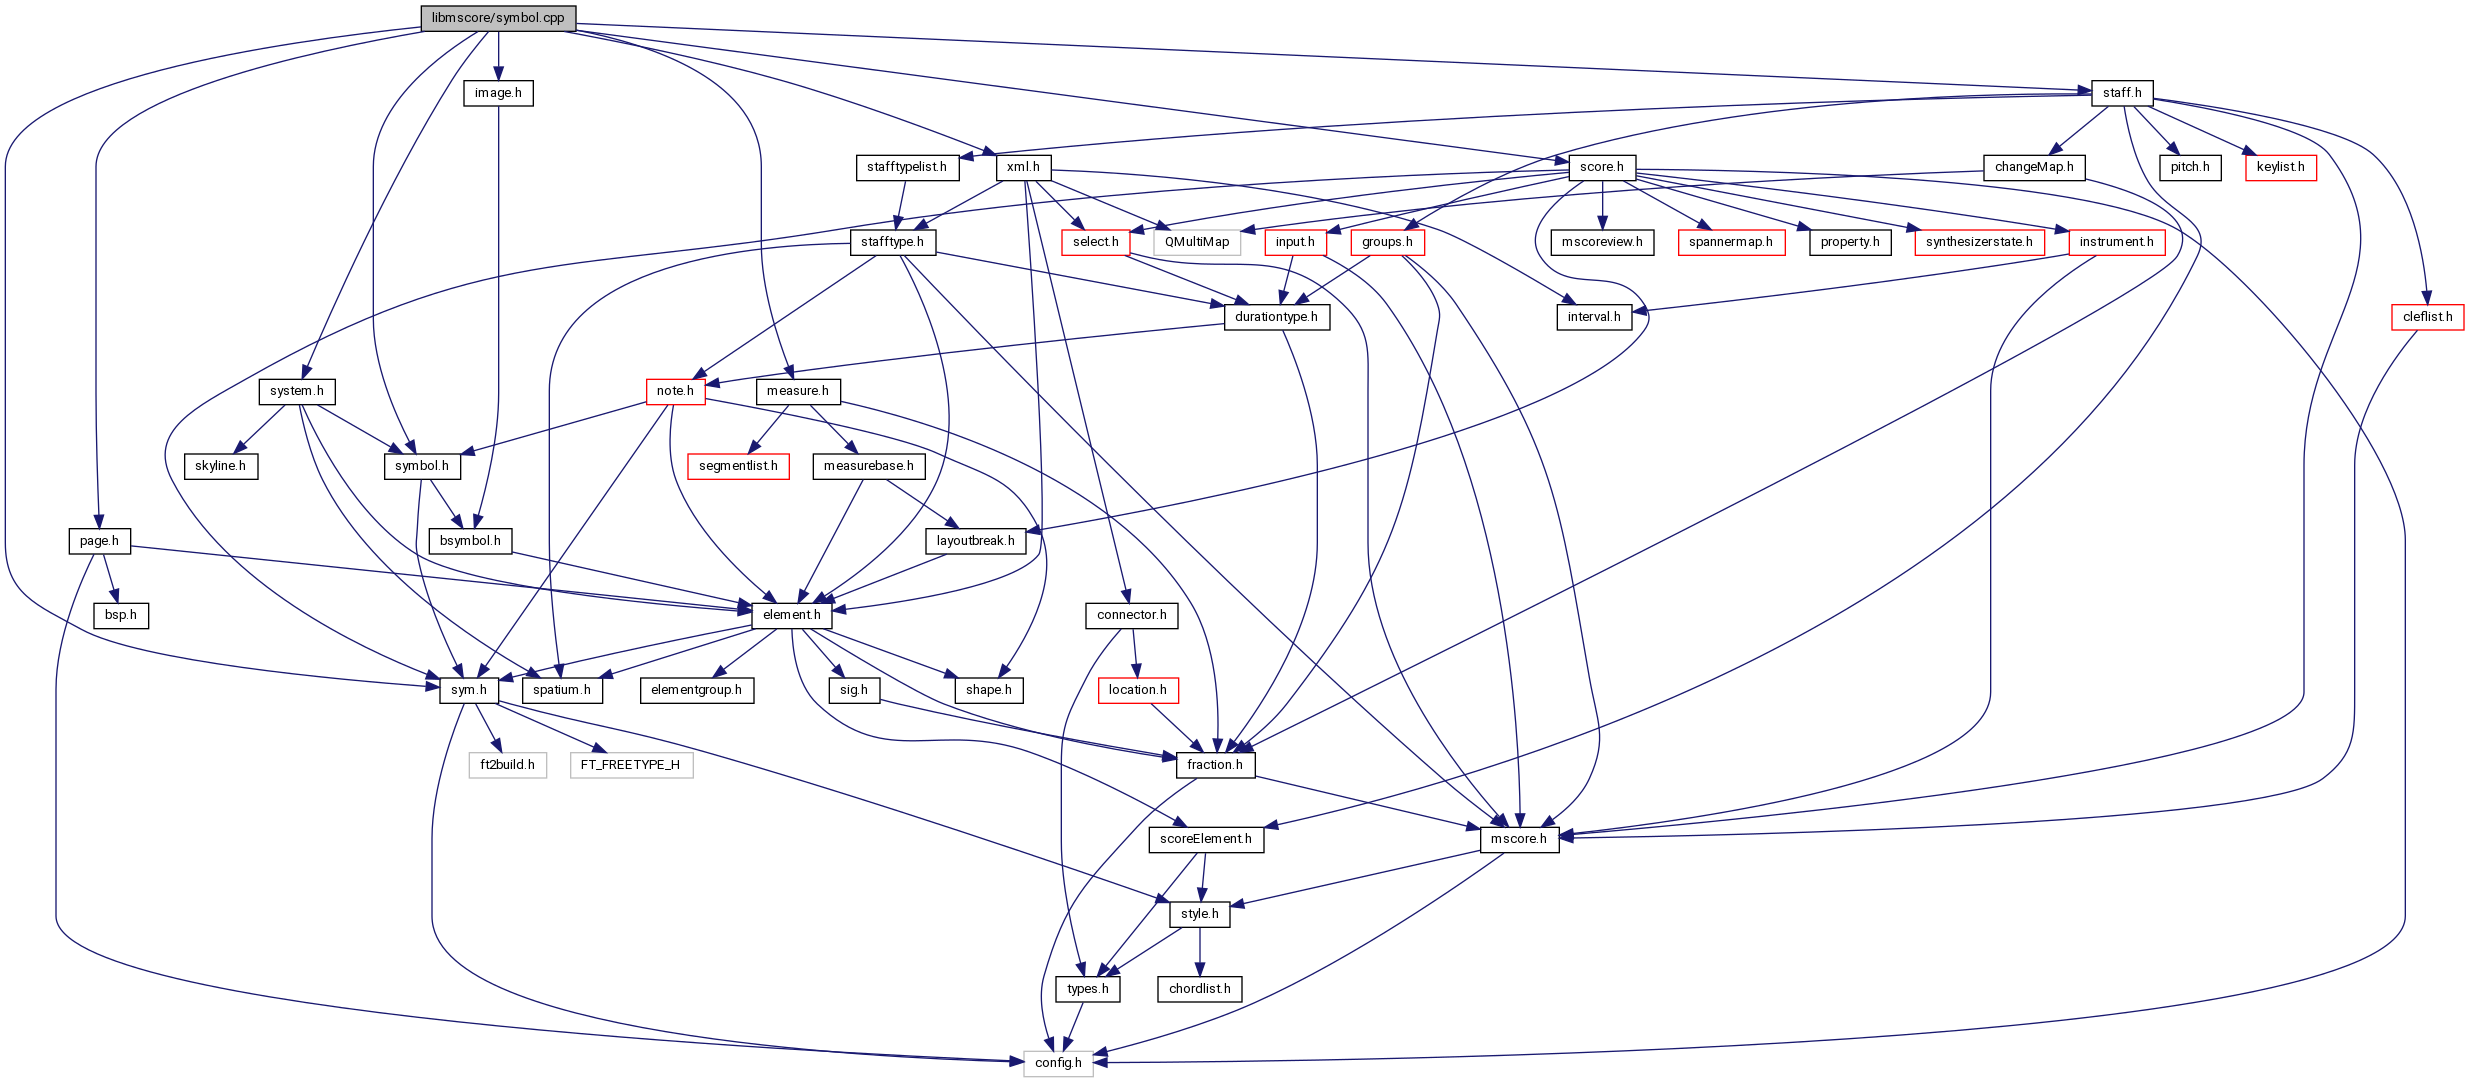 libmscore/symbol.cpp
image.h
staff.h
stafftypelist.h
xml.h
score.h
changeMap.h
pitch.h
keylist.h
stafftype.h
select.h
QMultiMap
input.h
groups.h
mscoreview.h
spannermap.h
property.h
synthesizerstate.h
instrument.h
durationtype.h
interval.h
cleflist.h
system.h
note.h
measure.h
skyline.h
symbol.h
segmentlist.h
measurebase.h
page.h
bsymbol.h
layoutbreak.h
bsp.h
element.h
connector.h
sym.h
spatium.h
elementgroup.h
sig.h
shape.h
location.h
ft2build.h
FT_FREETYPE_H
fraction.h
scoreElement.h
mscore.h
style.h
types.h
chordlist.h
config.h